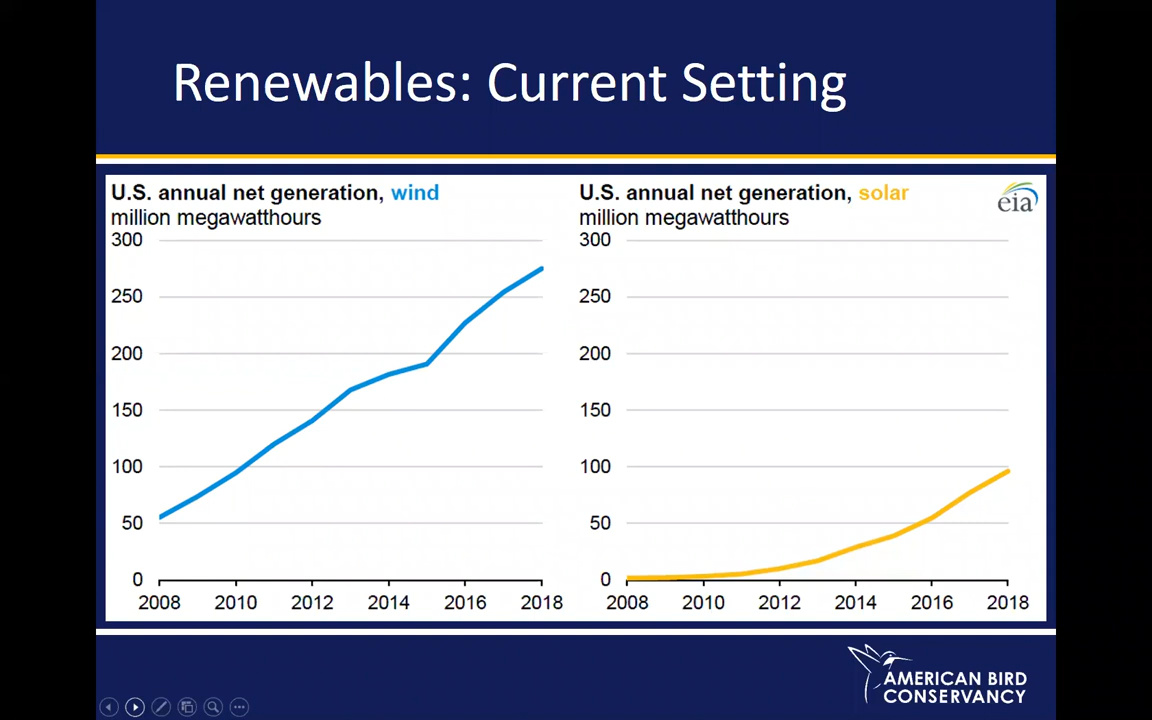 Renewables: Current Setting
U.S. annual net generation, wind
million megawatthours
300
250
200
150
100
50
0
2008 2010 2012 2014 2016 2018
U.S. annual net generation, solar
million megawatthours
eia
300
250
200
150
100
50
0
2008 2010 2012 2014 2016 2018
AMERICAN BIRD
CONSERVANCY